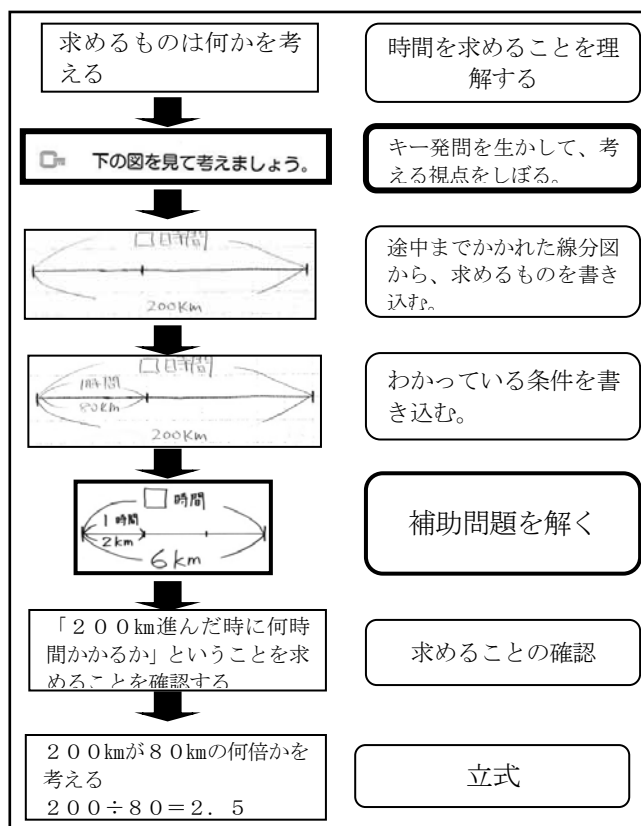 求めるものは何かを考
える
時間を求めることを理
解する
下の図を見て考えましょう。
キー発問を生かして、考
える視点をしぼる。
□時間
200Km
途中までかかれた線分図
から、求めるものを書き
込む。
□時間
1時間
80km
200Km
わかっている条件を書
き込む。
□時間
1時間
2km
6km
補助問題を解く
「２００㎞進んだ時に何時
間かかるか」ということを求
めることを確認する
求めることの確認
200㎞が８０㎞の何倍かを
考える
２００÷８０＝２．５
立式